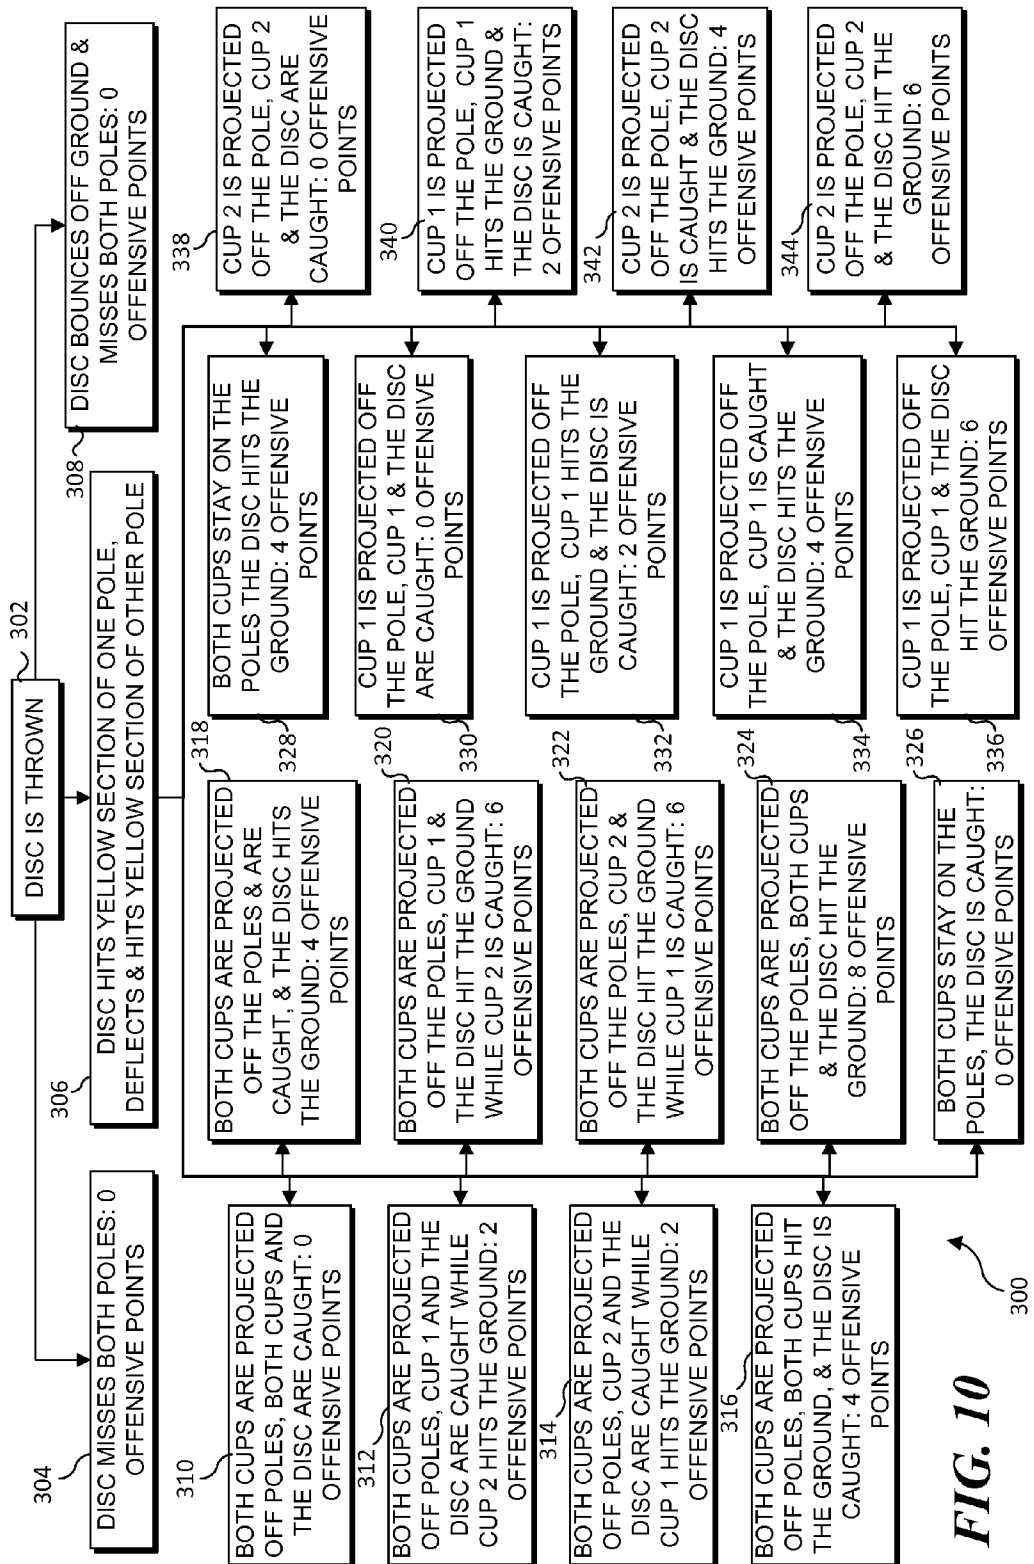 302
DISC IS THROWN
304
DISC MISSES BOTH POLES: 0
OFFENSIVE POINTS
306
DISC HITS YELLOW SECTION OF ONE POLE,
DEFLECTS & HITS YELLOW SECTION OF OTHER POLE
308
DISC BOUNCES OFF GROUND &
MISSES BOTH POLES: 0
OFFENSIVE POINTS
310
BOTH CUPS ARE PROJECTED
OFF POLES, BOTH CUPS AND
THE DISC ARE CAUGHT: 0
OFFENSIVE POINTS
312
BOTH CUPS ARE PROJECTED
OFF POLES, CUP 1 AND THE
DISC ARE CAUGHT WHILE
CUP 2 HITS THE GROUND: 2
OFFENSIVE POINTS
314
BOTH CUPS ARE PROJECTED
OFF POLES, CUP 2 AND THE
DISC ARE CAUGHT WHILE
CUP 1 HITS THE GROUND: 2
OFFENSIVE POINTS
316
BOTH CUPS ARE PROJECTED
OFF POLES, BOTH CUPS HIT
THE GROUND, & THE DISC IS
CAUGHT: 4 OFFENSIVE
POINTS
318
BOTH CUPS ARE PROJECTED
OFF THE POLES & ARE
CAUGHT, & THE DISC HITS
THE GROUND: 4 OFFENSIVE
POINTS
320
BOTH CUPS ARE PROJECTED
OFF THE POLES, CUP 1 &
THE DISC HIT THE GROUND
WHILE CUP 2 IS CAUGHT: 6
OFFENSIVE POINTS
322
BOTH CUPS ARE PROJECTED
OFF THE POLES, CUP 2 &
THE DISC HIT THE GROUND
WHILE CUP 1 IS CAUGHT: 6
OFFENSIVE POINTS
324
BOTH CUPS ARE PROJECTED
OFF THE POLES, BOTH CUPS
& THE DISC HIT THE
GROUND: 8 OFFENSIVE
POINTS
326
BOTH CUPS STAY ON THE
POLES, THE DISC IS CAUGHT:
0 OFFENSIVE POINTS
328
BOTH CUPS STAY ON THE
POLES THE DISC HITS THE
GROUND: 4 OFFENSIVE
POINTS
330
CUP 1 IS PROJECTED OFF
THE POLE, CUP 1 & THE DISC
ARE CAUGHT: 0 OFFENSIVE
POINTS
332
CUP 1 IS PROJECTED OFF
THE POLE, CUP 1 HITS THE
GROUND & THE DISC IS
CAUGHT: 2 OFFENSIVE
POINTS
334
CUP 1 IS PROJECTED OFF
THE POLE, CUP 1 IS CAUGHT
& THE DISC HITS THE
GROUND: 4 OFFENSIVE
POINTS
336
CUP 1 IS PROJECTED OFF
THE POLE, CUP 1 & THE DISC
HIT THE GROUND: 6
OFFENSIVE POINTS
338
CUP 2 IS PROJECTED
OFF THE POLE, CUP 2
& THE DISC ARE
CAUGHT: 0 OFFENSIVE
POINTS
340
CUP 1 IS PROJECTED
OFF THE POLE, CUP 1
HITS THE GROUND &
THE DISC IS CAUGHT:
2 OFFENSIVE POINTS
342
CUP 2 IS PROJECTED
OFF THE POLE, CUP 2
IS CAUGHT & THE DISC
HITS THE GROUND: 4
OFFENSIVE POINTS
344
CUP 2 IS PROJECTED
OFF THE POLE, CUP 2
& THE DISC HIT THE
GROUND: 6
OFFENSIVE POINTS
300
FIG. 10